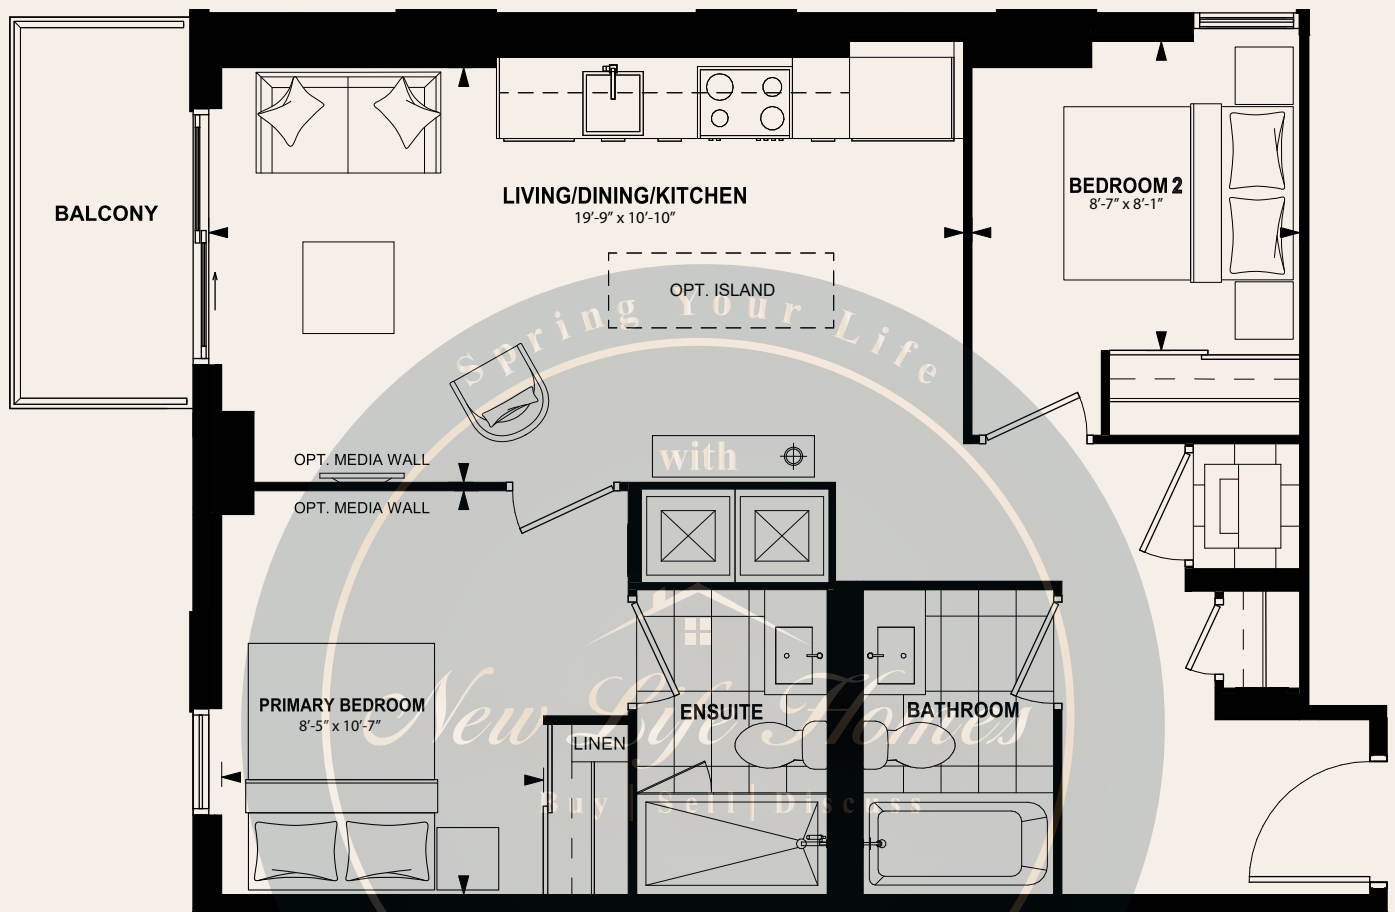 BALCONY
LIVING/DINING/KITCHEN
19'-9" x 10'-10"
BEDROOM 2
8'-7" x 8'-1"
OPT. ISLAND
Spring Your Life
with
OPT. MEDIA WALL
OPT. MEDIA WALL
PRIMARY BEDROOM
8'-5" x 10'-7"
New Life Homes
ENSUITE
BATHROOM
LINEN
Buy | Sell | Discuss